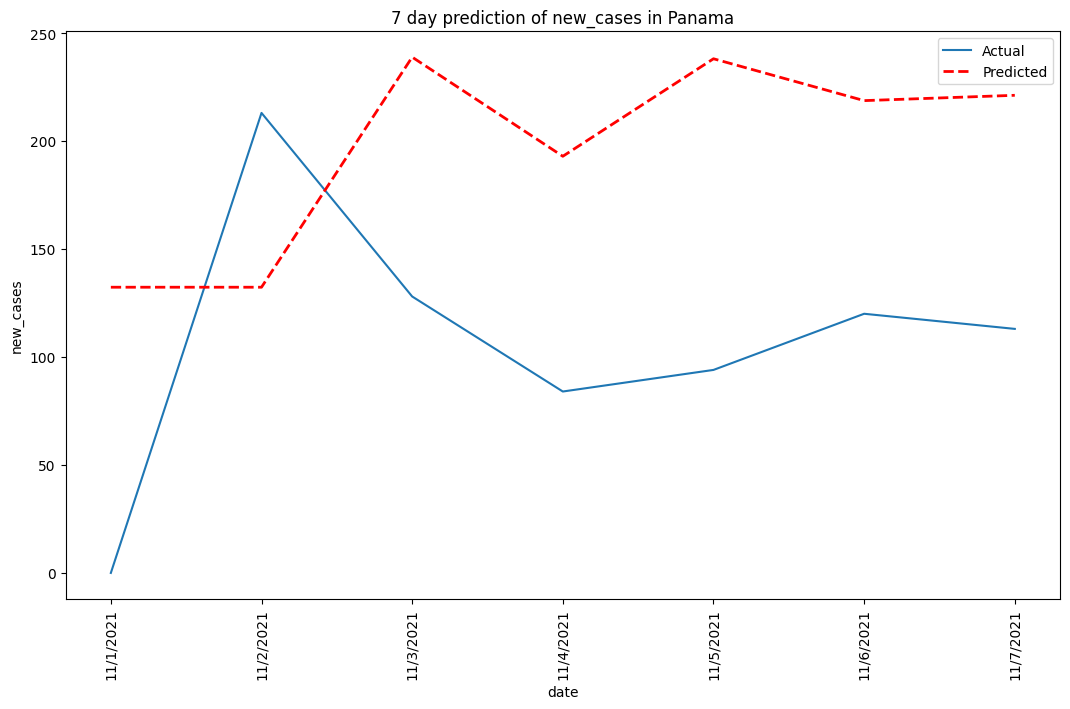 7 day prediction of new_cases in Panama
Actual
Predicted
250
200
150
100
50
0
new_cases
11/1/2021
11/2/2021
11/3/2021
11/4/2021
11/5/2021
11/6/2021
11/7/2021
date